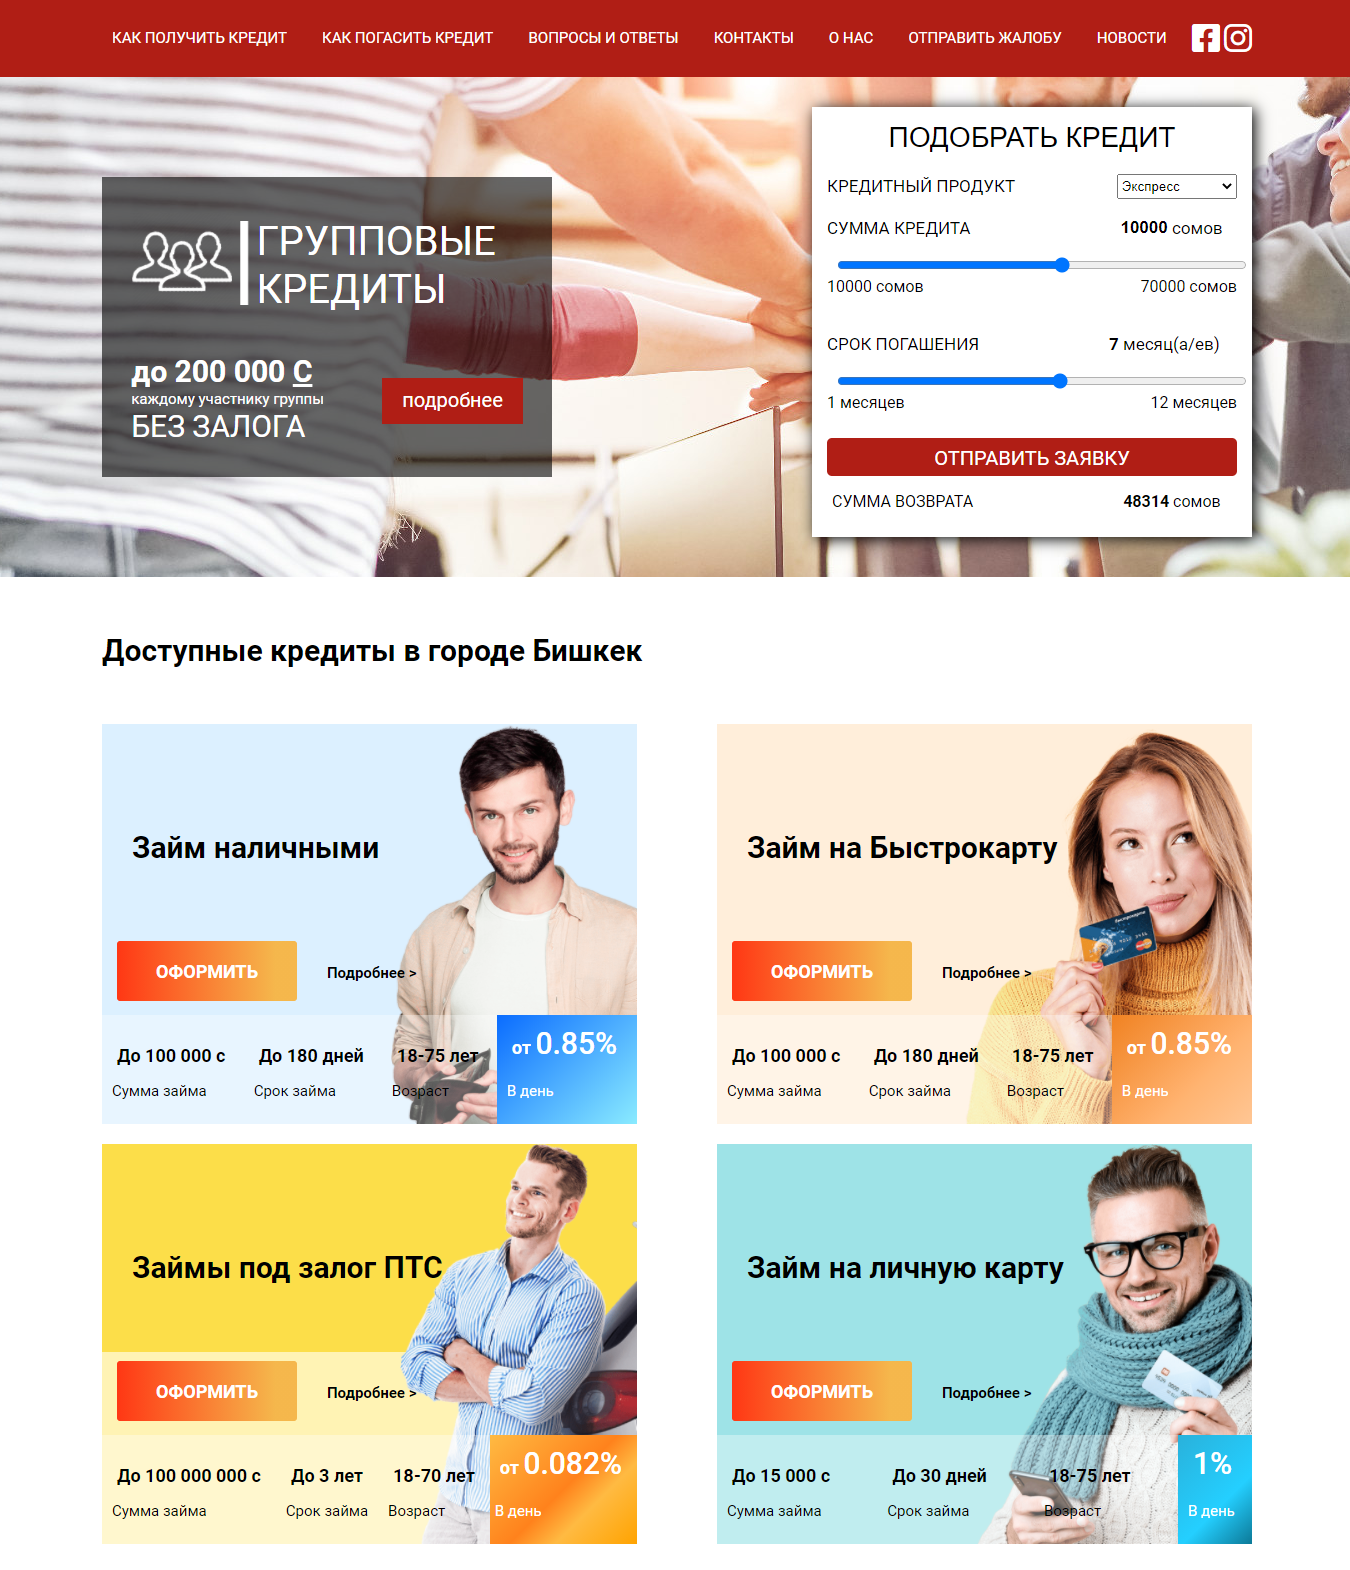 КАК ПОЛУЧИТЬ КРЕДИТ КАК ПОГАСИТЬ КРЕДИТ ВОПРОСЫ И ОТВЕТЫ КОНТАКТЫ О НАС ОТПРАВИТЬ ЖАЛОБУ НОВОСТИ
ГРУППОВЫЕ
КРЕДИТЫ
до 200 000 С
каждому участнику группы
БЕЗ ЗАЛОГА
подробнее
ПОДОБРАТЬ КРЕДИТ
КРЕДИТНЫЙ ПРОДУКТ Экспресс
СУММА КРЕДИТА 10000 сомов
10000 сомов 70000 сомов
СРОК ПОГАШЕНИЯ 7 месяц(а/ев)
1 месяцев 12 месяцев
ОТПРАВИТЬ ЗАЯВКУ
СУММА ВОЗВРАТА 48314 сомов
Доступные кредиты в городе Бишкек
Займ наличными
ОФОРМИТЬ Подробнее >
До 100 000 с До 180 дней 18-75 лет от 0.85%
Сумма займа Срок займа Возраст В день
Займ на Быстрокарту
ОФОРМИТЬ Подробнее >
До 100 000 с До 180 дней 18-75 лет от 0.85%
Сумма займа Срок займа Возраст В день
Займы под залог ПТС
ОФОРМИТЬ Подробнее >
До 100 000 000 с До 3 лет 18-70 лет от 0.082%
Сумма займа Срок займа Возраст В день
Займ на личную карту
ОФОРМИТЬ Подробнее >
До 15 000 с До 30 дней 18-75 лет 1%
Сумма займа Срок займа Возраст В день